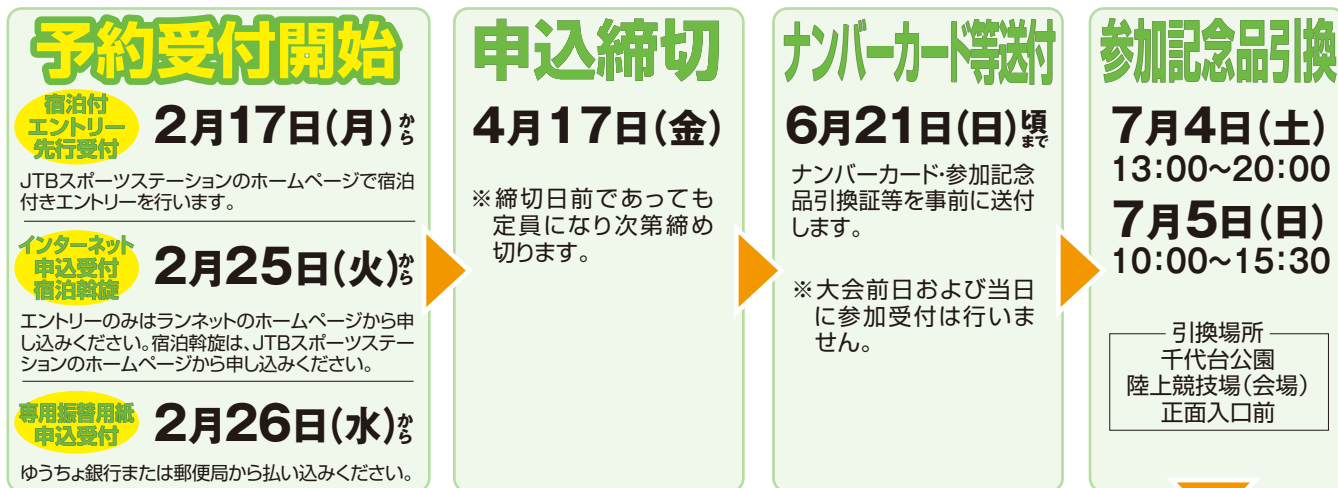 予約受付開始
宿泊付
エントリー
先行受付
2月17日(月)から
JTBスポーツステーションのホームページで宿泊
付きエントリーを行います。
インターネット
申込受付
宿泊斡旋
2月25日(火)から
エントリーのみはランネットのホームページから申
し込みください。宿泊斡旋は、JTBスポーツステー
ションのホームページから申し込みください。
専用振替用紙
申込受付
2月26日(水)から
ゆうちょ銀行または郵便局から払い込みください。
申込締切
4月17日(金)
※締切日前であっても
定員になり次第締め
切ります。
ナンバーカード等送付
6月21日(日)頃まで
ナンバーカード・参加記念
品引換証等を事前に送付
します。
※大会前日および当日
に参加受付は行いま
せん。
参加記念品引換
7月4日(土)
13:00~20:00
7月5日(日)
10:00~15:30
引換場所
千代台公園
陸上競技場(会場)
正面入口前